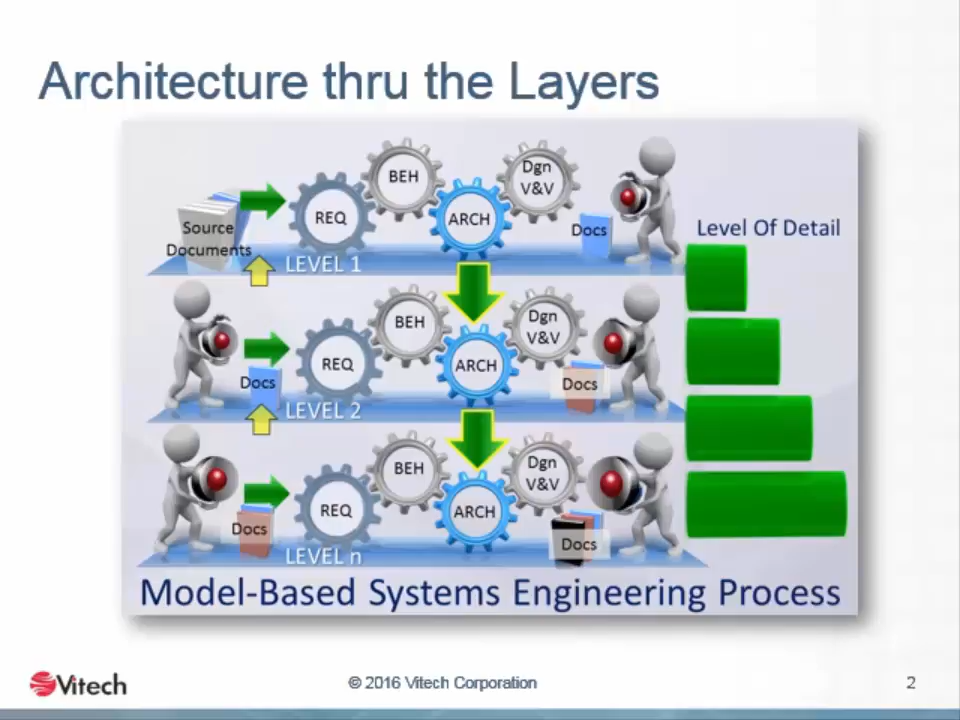 Architecture thru the Layers
BEH
Dgn
V&V
REQ
ARCH
Source
Documents
Docs
Level Of Detail
LEVEL 1
BEH
Dgn
V&V
REQ
ARCH
Docs
Docs
LEVEL 2
BEH
Dgn
V&V
REQ
ARCH
Docs
Docs
LEVEL n
Model-Based Systems Engineering Process
Vitech
© 2016 Vitech Corporation
2